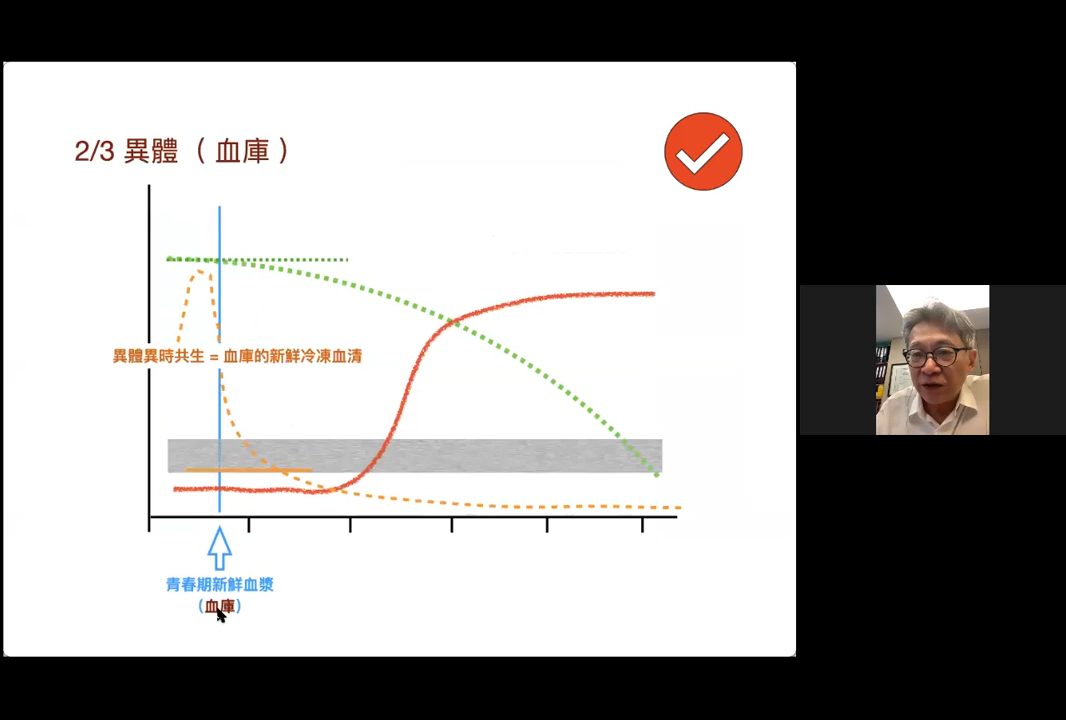 2/3 異體 （ 血庫 ）
異體異時共生 = 血庫的新鮮冷凍血清
青春期新鮮血漿
(血庫)